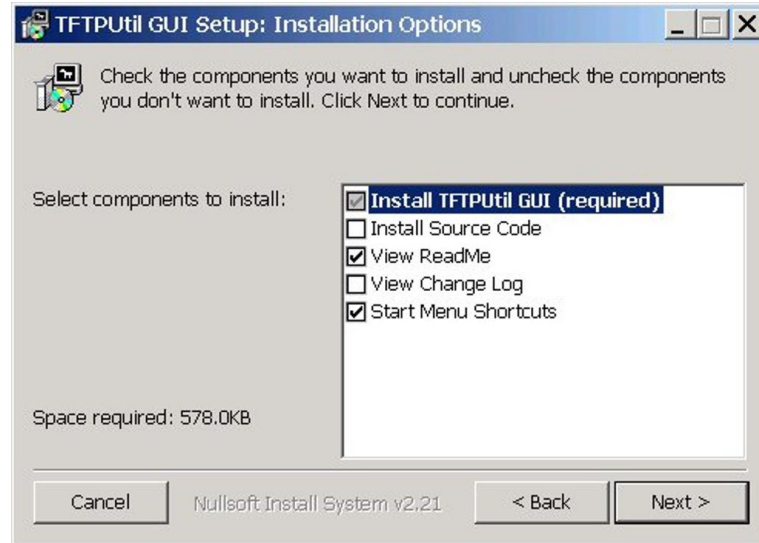 TFTPUtil GUI Setup: Installation Options
Check the components you want to install and uncheck the components
you don't want to install. Click Next to continue.
Select components to install:
Install TFTPUtil GUI (required)
Install Source Code
View ReadMe
View Change Log
Start Menu Shortcuts
Space required: 578.0KB
Cancel
Nullsoft Install System v2.21
< Back
Next >